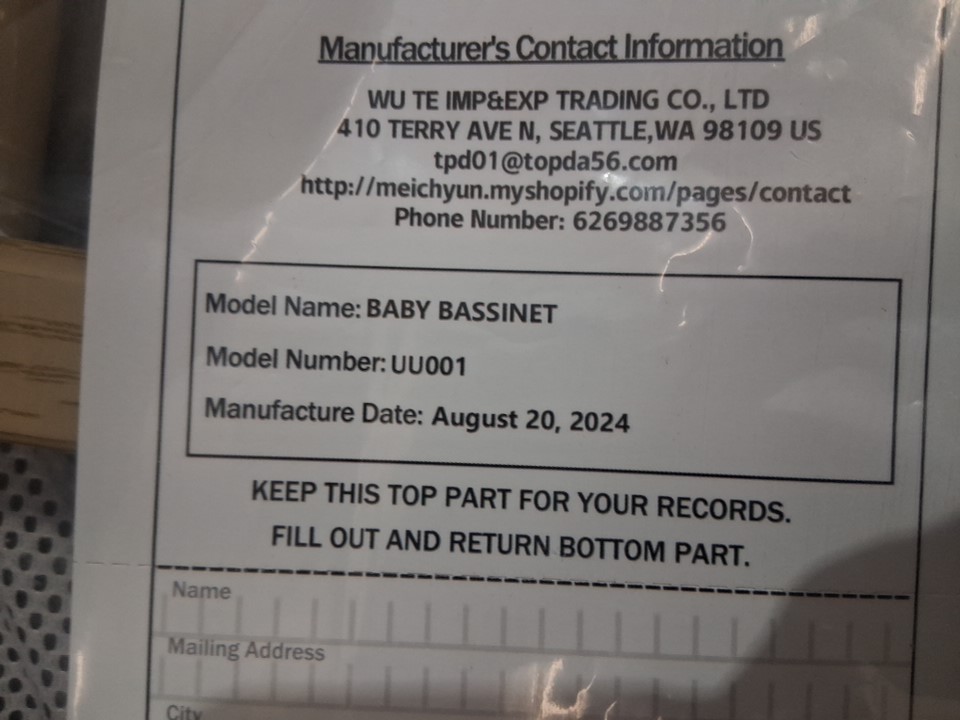 Manufacturer's Contact Information
WU TE IMP&EXP TRADING CO., LTD
410 TERRY AVE N, SEATTLE,WA 98109 US
tpd01@topda56.com
http://meichyun.myshopify.com/pages/contact
Phone Number: 6269887356
Model Name: BABY BASSINET
Model Number: UU001
Manufacture Date: August 20, 2024
KEEP THIS TOP PART FOR YOUR RECORDS.
FILL OUT AND RETURN BOTTOM PART.
Name
Mailing Address
City